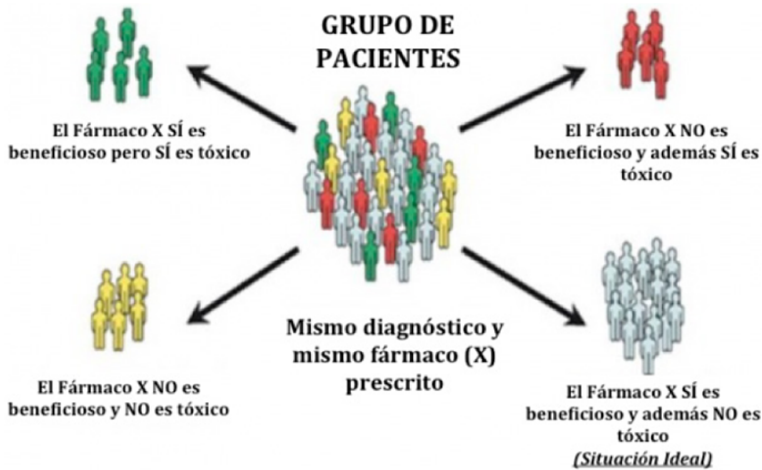 GRUPO DE
PACIENTES
El Fármaco X SÍ es
beneficioso pero SÍ es tóxico
El Fármaco X NO es
beneficioso y además SÍ es
tóxico
Mismo diagnóstico y
mismo fármaco (X)
prescrito
El Fármaco X NO es
beneficioso y NO es tóxico
El Fármaco X SÍ es
beneficioso y además NO es
tóxico
(Situación Ideal)